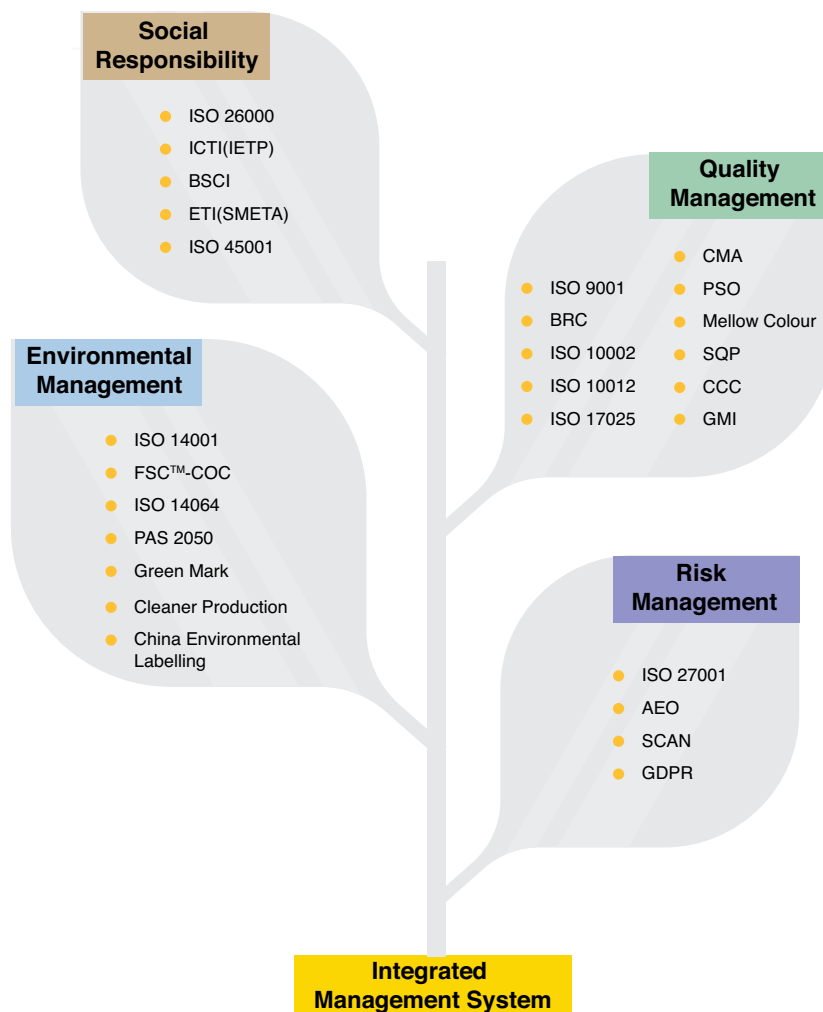 Social
Responsibility
ISO 26000
ICTI(IETP)
BSCI
ETI(SMETA)
ISO 45001
Quality
Management
ISO 9001
BRC
ISO 10002
ISO 10012
ISO 17025
CMA
PSO
Mellow Colour
SQP
CCC
GMI
Environmental
Management
ISO 14001
FSC™-COC
ISO 14064
PAS 2050
Green Mark
Cleaner Production
China Environmental
Labelling
Risk
Management
ISO 27001
AEO
SCAN
GDPR
Integrated
Management System